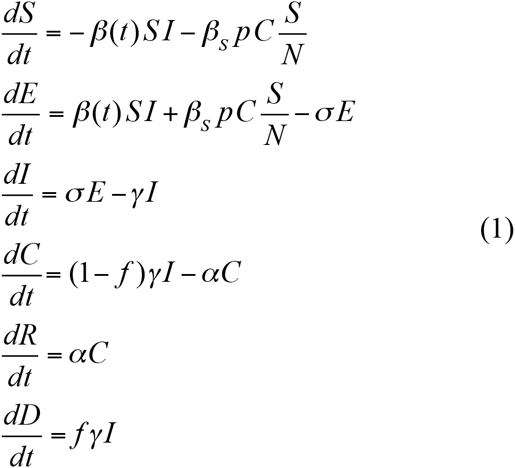 dS/dt = −β(t)SI − β_S pC S/N
dE/dt = β(t)SI + β_S pC S/N − σE
dI/dt = σE − γI
(1)
dC/dt = (1 − f)γI − αC
dR/dt = αC
dD/dt = fγI